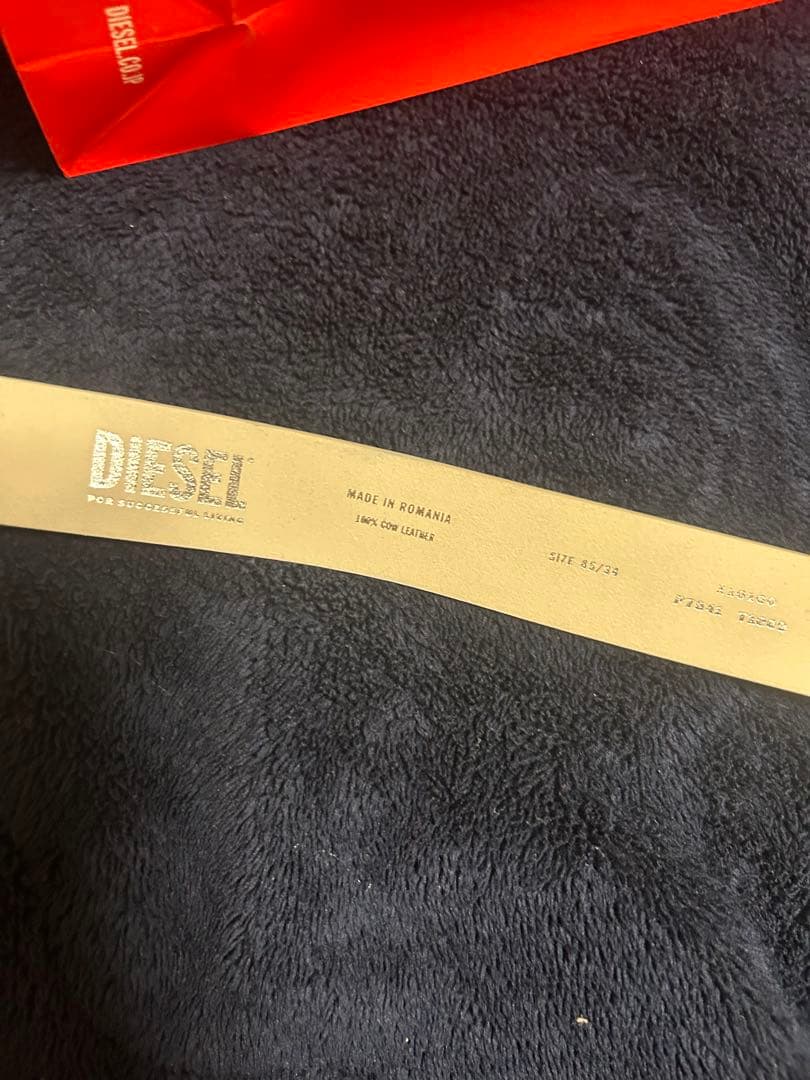 DIESEL.CO.JP
DIESEL
FOR SUCCESSFUL LIVING
MADE IN ROMANIA
100% COW LEATHER
SIZE 85/34